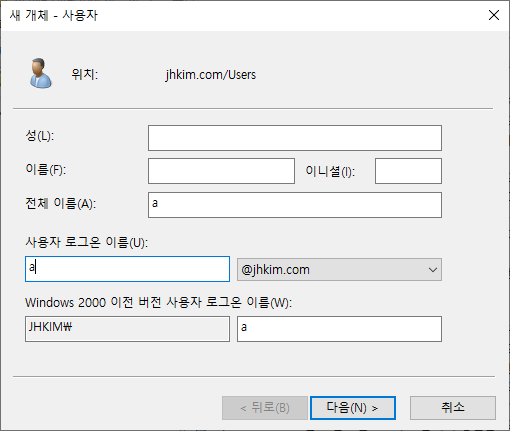 새 개체 - 사용자
위치: jhkim.com/Users
성(L):
이름(F): 이니셜(I):
전체 이름(A): a
사용자 로그온 이름(U):
a @jhkim.com
Windows 2000 이전 버전 사용자 로그온 이름(W):
JHKIM₩ a
< 뒤로(B) 다음(N) > 취소